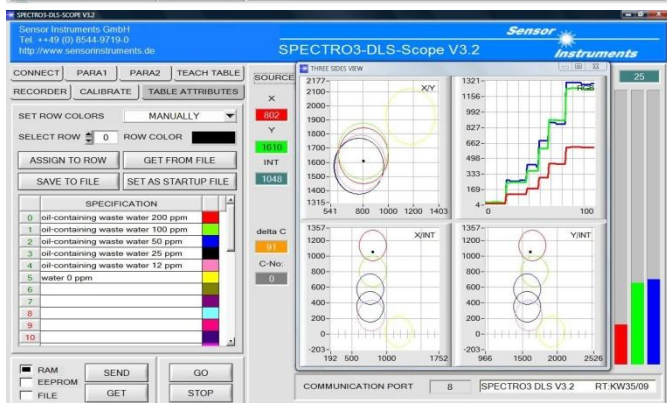 SPECTRO3-DLS-SCOPE V3.2
Sensor Instruments GmbH
Tel. ++49 (0) 8544-9719-0
http://www.sensorinstruments.de
SPECTRO3-DLS-Scope V3.2
Sensor
Instruments
CONNECT PARA1 PARA2 TEACH TABLE
RECORDER CALIBRATE TABLE ATTRIBUTES
SET ROW COLORS MANUALLY
SELECT ROW 0 ROW COLOR
ASSIGN TO ROW GET FROM FILE
SAVE TO FILE SET AS STARTUP FILE
SPECIFICATION
0 oil-containing waste water 200 ppm
1 oil-containing waste water 100 ppm
2 oil-containing waste water 50 ppm
3 oil-containing waste water 25 ppm
4 oil-containing waste water 12 ppm
5 water 0 ppm
6
7
8
9
10
RAM
EEPROM
FILE
SEND GO
GET STOP
SOURCE
X
802
Y
1610
INT
1048
delta C
91
C-No:
0
THREE SIDES VIEW
X/Y
2177
2100
2000
1900
1800
1700
1600
1500
1400
1315
541 800 1000 1200 1403
RGB
1321
1156
992
827
662
498
333
169
4
0 100
X/INT
1357
1200
1000
800
600
400
200
0
-203
192 500 1000 1752
Y/INT
1357
1200
1000
800
600
400
200
0
-203
966 1500 2000 2526
25
COMMUNICATION PORT 8 SPECTRO3 DLS V3.2 RT:KW35/09